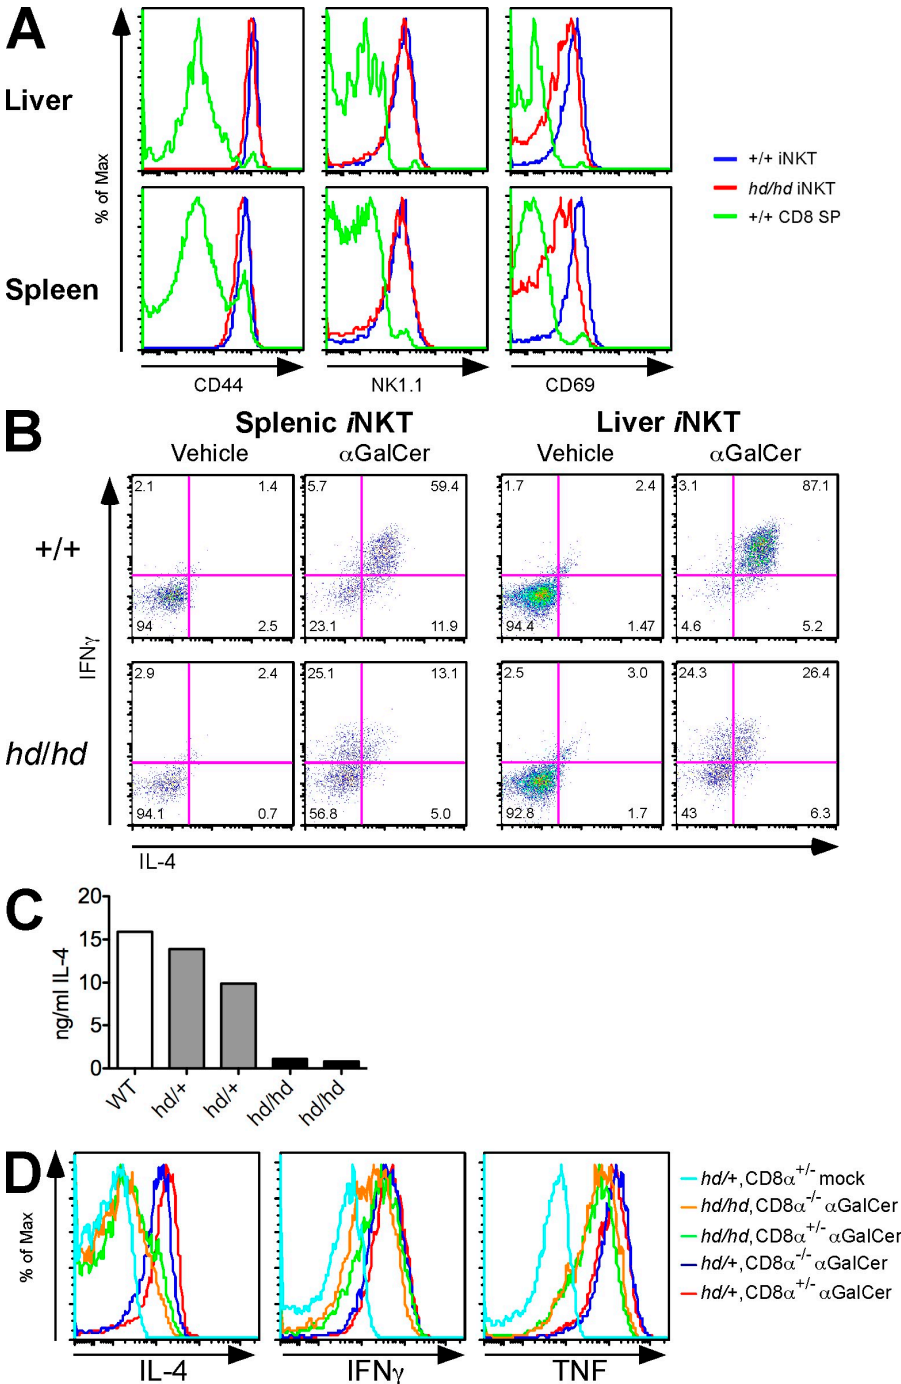 A
Liver
Spleen
% of Max
CD44
NK1.1
CD69
+/+ iNKT
hd/hd iNKT
+/+ CD8 SP
B
Splenic iNKT
Liver iNKT
Vehicle
αGalCer
Vehicle
αGalCer
+/+
2.1 1.4
94 2.5
5.7 59.4
23.1 11.9
1.7 2.4
94.4 1.47
3.1 87.1
4.6 5.2
IFNγ
hd/hd
2.9 2.4
94.1 0.7
25.1 13.1
56.8 5.0
2.5 3.0
92.8 1.7
24.3 26.4
43 6.3
IL-4
C
ng/ml IL-4
20
15
10
5
0
WT
hd/+
hd/+
hd/hd
hd/hd
D
% of Max
IL-4
IFNγ
TNF
hd/+,CD8α+/- mock
hd/hd,CD8α-/- αGalCer
hd/hd,CD8α+/- αGalCer
hd/+,CD8α-/- αGalCer
hd/+,CD8α+/- αGalCer